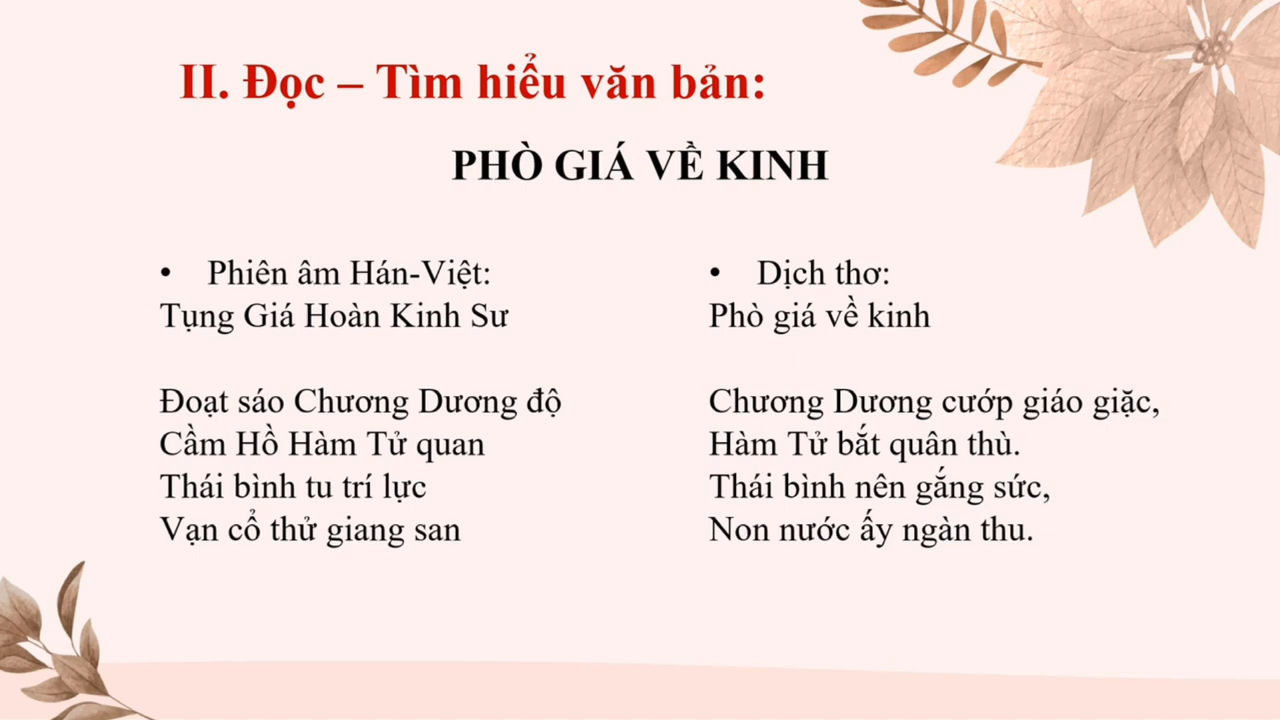 II. Đọc – Tìm hiểu văn bản:
PHÒ GIÁ VỀ KINH
• Phiên âm Hán-Việt:
Tụng Giá Hoàn Kinh Sư
Đoạt sáo Chương Dương độ
Cầm Hồ Hàm Tử quan
Thái bình tu trí lực
Vạn cổ thử giang san
• Dịch thơ:
Phò giá về kinh
Chương Dương cướp giáo giặc,
Hàm Tử bắt quân thù.
Thái bình nên gắng sức,
Non nước ấy ngàn thu.